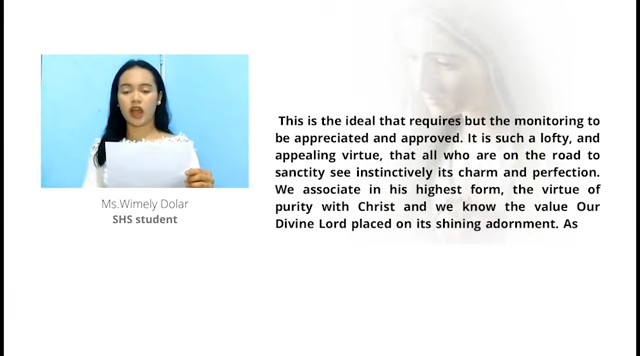 Ms.Wimely Dolar
SHS student
This is the ideal that requires but the monitoring to
be appreciated and approved. It is such a lofty, and
appealing virtue, that all who are on the road to
sanctity see instinctively its charm and perfection.
We associate in his highest form, the virtue of
purity with Christ and we know the value Our
Divine Lord placed on its shining adornment. As